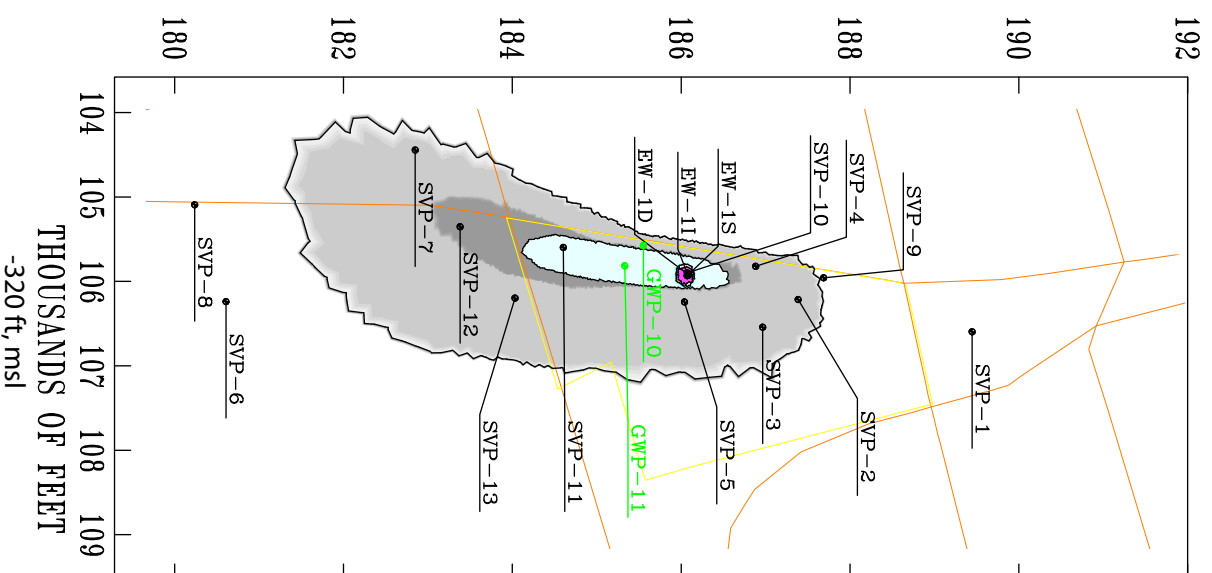 180
182
184
186
188
190
192
104
105
106
107
108
109
THOUSANDS OF FEET
-320 ft, msl
EW-1D
EW-1I
EW-1S
SVP-10
SVP-4
SVP-9
SVP-7
SVP-8
SVP-12
SVP-6
GWP-10
SVP-3
SVP-1
SVP-2
SVP-5
GWP-11
SVP-11
SVP-13